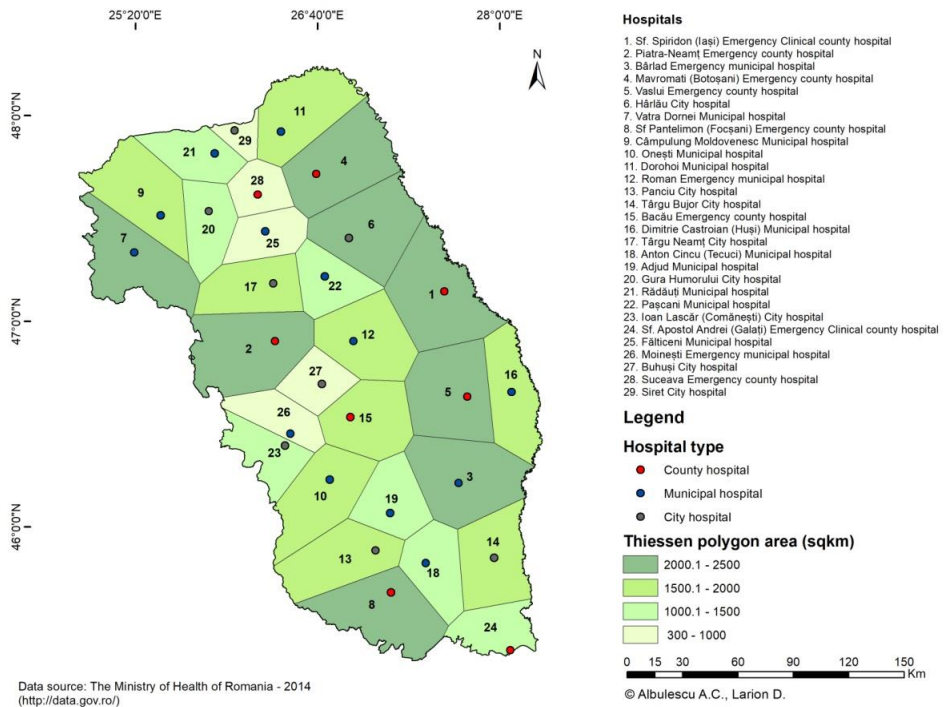 25°20'0"E
26°40'0"E
28°0'0"E
48°0'0"N
47°0'0"N
46°0'0"N
N
11
29
21
4
28
9
20
6
25
7
22
17
1
12
2
27
16
5
26
15
23
3
10
19
14
13
18
8
24
Data source: The Ministry of Health of Romania - 2014
(http://data.gov.ro/)
Hospitals
1. Sf. Spiridon (Iași) Emergency Clinical county hospital
2. Piatra-Neamț Emergency county hospital
3. Bârlad Emergency municipal hospital
4. Mavromati (Botoșani) Emergency county hospital
5. Vaslui Emergency county hospital
6. Hârlău City hospital
7. Vatra Dornei Municipal hospital
8. Sf Pantelimon (Focșani) Emergency county hospital
9. Câmpulung Moldovenesc Municipal hospital
10. Onești Municipal hospital
11. Dorohoi Municipal hospital
12. Roman Emergency municipal hospital
13. Panciu City hospital
14. Târgu Bujor City hospital
15. Bacău Emergency county hospital
16. Dimitrie Castroian (Huși) Municipal hospital
17. Târgu Neamț City hospital
18. Anton Cincu (Tecuci) Municipal hospital
19. Adjud Municipal hospital
20. Gura Humorului City hospital
21. Rădăuți Municipal hospital
22. Pașcani Municipal hospital
23. Ioan Lascăr (Comănești) City hospital
24. Sf. Apostol Andrei (Galați) Emergency Clinical county hospital
25. Fălticeni Municipal hospital
26. Moinești Emergency municipal hospital
27. Buhuși City hospital
28. Suceava Emergency county hospital
29. Siret City hospital
Legend
Hospital type
County hospital
Municipal hospital
City hospital
Thiessen polygon area (sqkm)
2000.1 - 2500
1500.1 - 2000
1000.1 - 1500
300 - 1000
0 15 30 60 90 120 150
Km
© Albulescu A.C., Larion D.